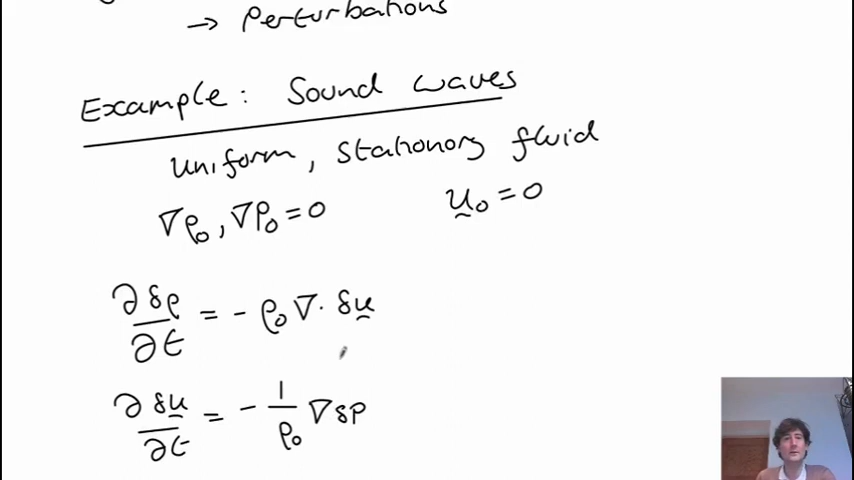 → Perturbations
Example: Sound waves
uniform, stationary fluid
∇ρ₀, ∇P₀ = 0 u₀ = 0
∂δρ/∂t = - ρ₀ ∇· δu
∂δu/∂t = - 1/ρ₀ ∇δP